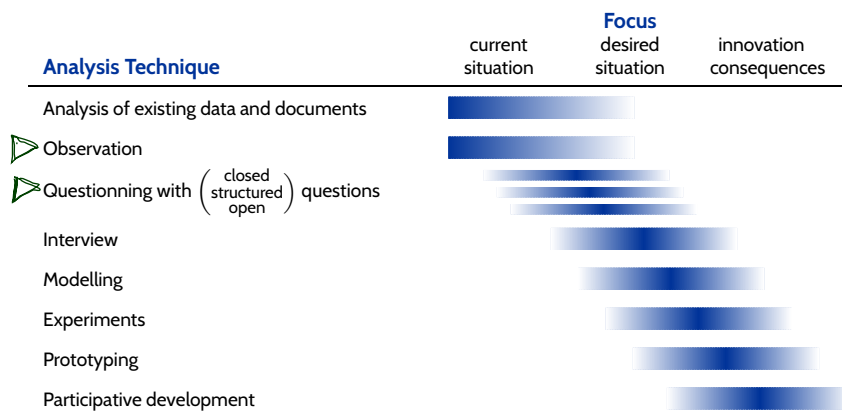 Focus
current desired innovation
Analysis Technique situation situation consequences
Analysis of existing data and documents
Observation
closed
Questionning with ( structured ) questions
open
Interview
Modelling
Experiments
Prototyping
Participative development